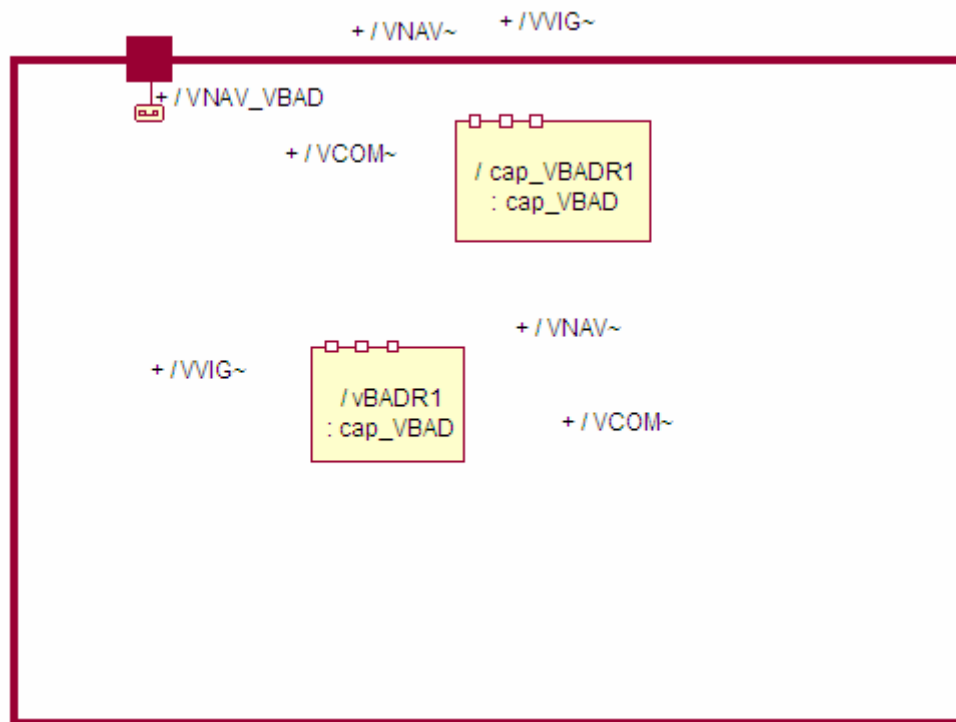 + / VNAV~
+ / VVIG~
+ / VNAV_VBAD
+ / VCOM~
/ cap_VBADR1
: cap_VBAD
+ / VNAV~
+ / VVIG~
/ vBADR1
: cap_VBAD
+ / VCOM~